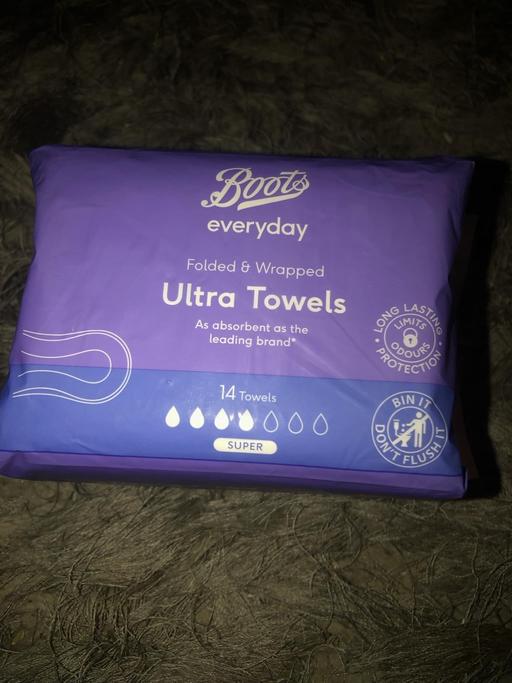 Boots
everyday
Folded & Wrapped
Ultra Towels
As absorbent as the
leading brand*
LONG LASTING
LIMITS
ODOURS
PROTECTION
14 Towels
SUPER
BIN IT
DON'T FLUSH IT